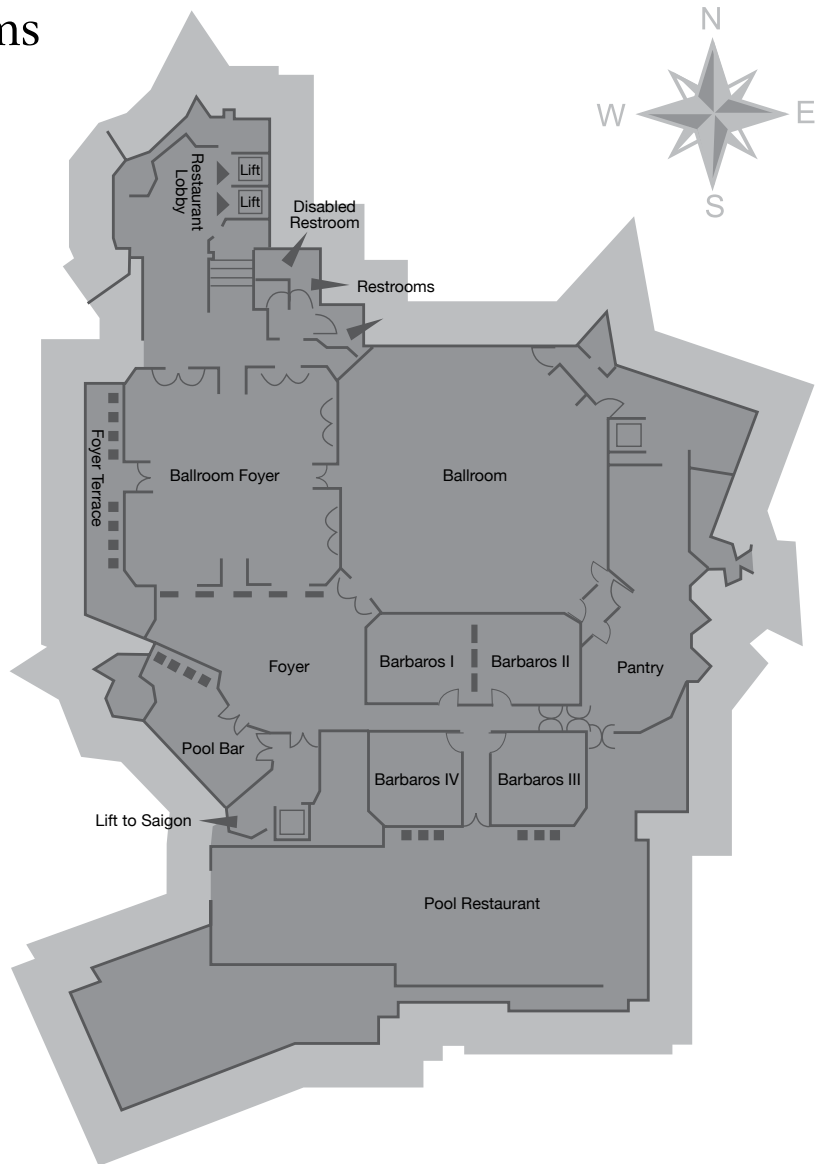 ms
N
W
E
S
Restaurant
Lobby
Lift
Lift
Disabled
Restroom
Restrooms
Foyer Terrace
Ballroom Foyer
Ballroom
Foyer
Barbaros I
Barbaros II
Pantry
Pool Bar
Barbaros IV
Barbaros III
Lift to Saigon
Pool Restaurant